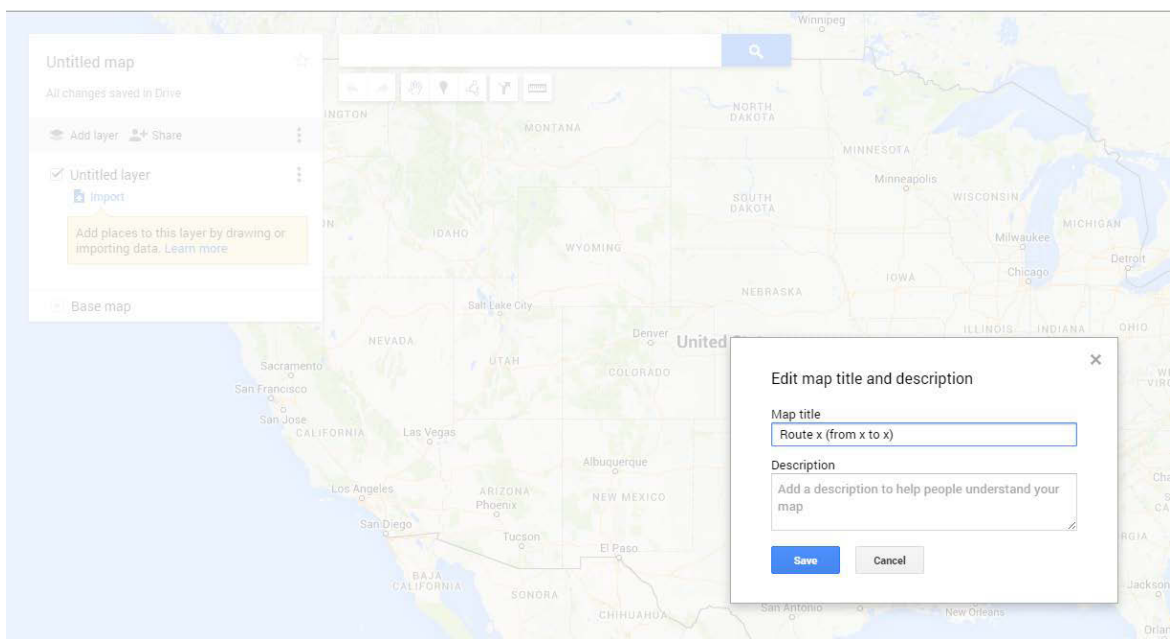 Winnipeg
Untitled map
All changes saved in Drive
INGTON
NORTH
DAKOTA
MONTANA
Add layer Share
MINNESOTA
Untitled layer
Minneapolis
Import
WISCONSIN
SOUTH
DAKOTA
MICHIGAN
Add places to this layer by drawing or
importing data. Learn more
IDAHO
WYOMING
Milwaukee
Detroit
Chicago
IOWA
NEBRASKA
Base map
Salt Lake City
ILLINOIS INDIANA OHIO
Denver
United
NEVADA
UTAH
COLORADO
Sacramento
San Francisco
San Jose
CALIFORNIA
Las Vegas
Edit map title and description
Map title
Route x (from x to x)
Albuquerque
Description
Add a description to help people understand your
map
Los Angeles
ARIZONA
Phoenix
NEW MEXICO
San Diego
Tucson
El Paso
Save Cancel
BAJA
CALIFORNIA
SONORA
CHIHUAHUA
San Antonio
New Orleans
Jackson